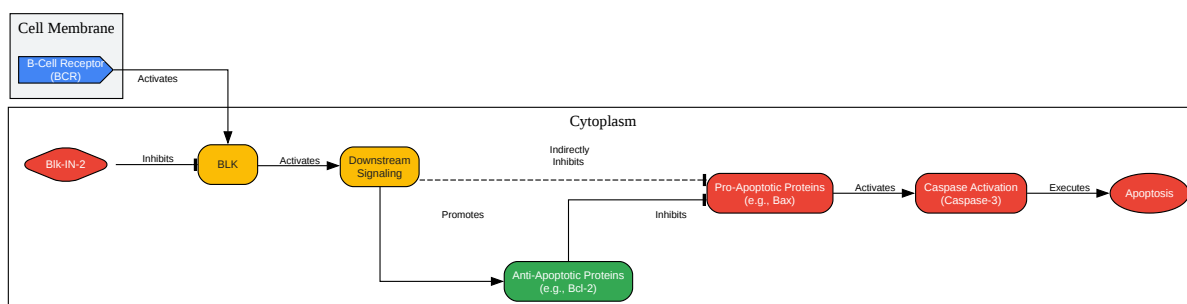 Cell Membrane
B-Cell Receptor
(BCR)
Activates
Cytoplasm
Blk-IN-2
Inhibits
BLK
Activates
Downstream
Signaling
Indirectly
Inhibits
Promotes
Anti-Apoptotic Proteins
(e.g., Bcl-2)
Inhibits
Pro-Apoptotic Proteins
(e.g., Bax)
Activates
Caspase Activation
(Caspase-3)
Executes
Apoptosis